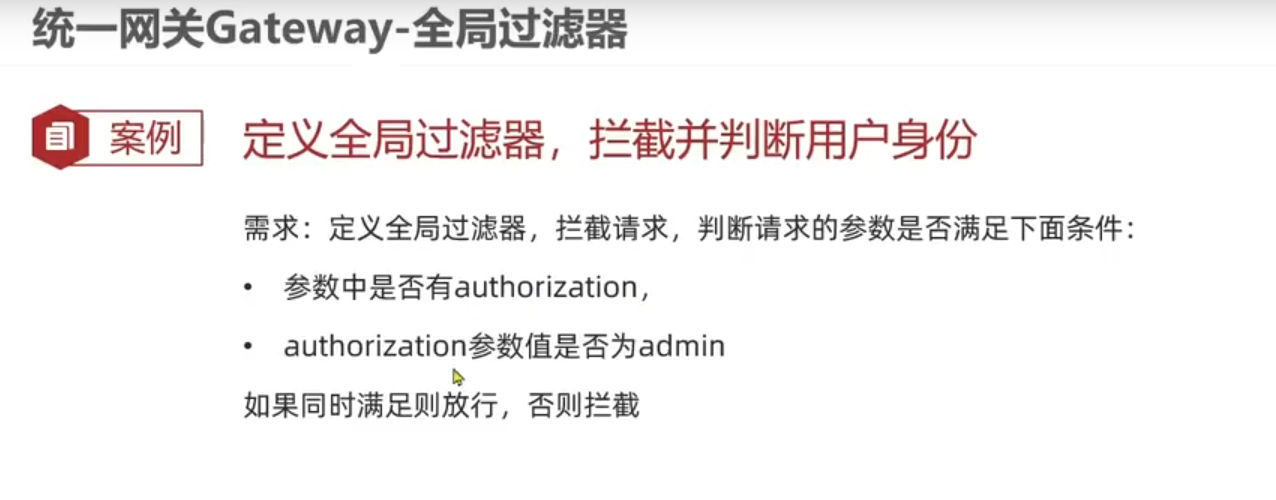 统一网关Gateway-全局过滤器
案例 定义全局过滤器，拦截并判断用户身份
需求：定义全局过滤器，拦截请求，判断请求的参数是否满足下面条件：
• 参数中是否有authorization，
• authorization参数值是否为admin
如果同时满足则放行，否则拦截